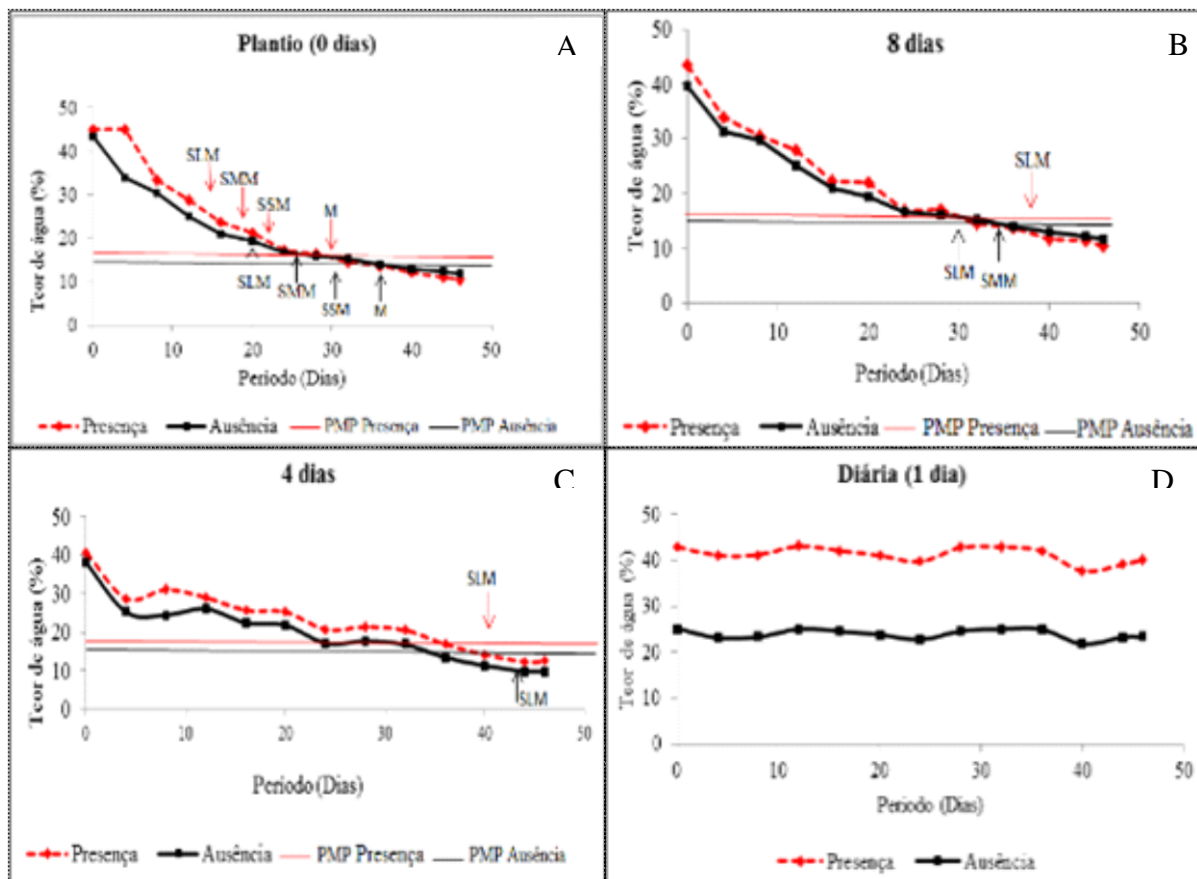 Plantio (0 dias)
A
Teor de água (%)
50
40
30
20
10
0
SLM
SMM
SSM
M
SLM
SMM
SSM
M
0 10 20 30 40 50
Período (Dias)
Presença Ausência PMP Presença PMP Ausência
8 dias
B
Teor de água (%)
50
40
30
20
10
0
SLM
SLM
SMM
0 10 20 30 40 50
Período (Dias)
Presença Ausência PMP Presença PMP Ausência
4 dias
C
Teor de água (%)
50
40
30
20
10
0
SLM
SLM
0 10 20 30 40 50
Período (Dias)
Presença Ausência PMP Presença PMP Ausência
Diária (1 dia)
D
Teor de água (%)
50
40
30
20
10
0
0 10 20 30 40 50
Período (Dias)
Presença Ausência